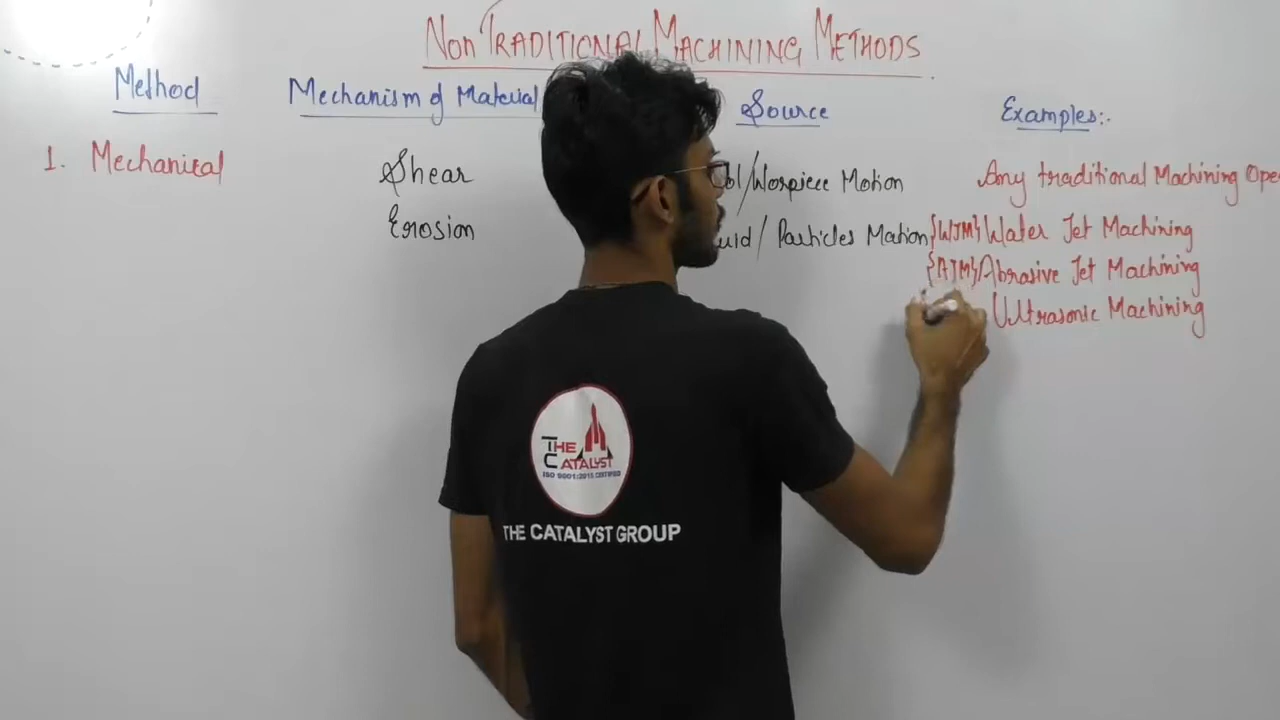 Non Traditional Machining Methods
Method Mechanism of Material Source Examples:.
1. Mechanical Shear /Worpiece Motion Any traditional Machining Ope
Erosion / Particles Motion {WJM} Water Jet Machining
{AJM} Abrasive Jet Machining
Ultrasonic Machining
THE
CATALYST
ISO 9001:2015 CERTIFIED
THE CATALYST GROUP